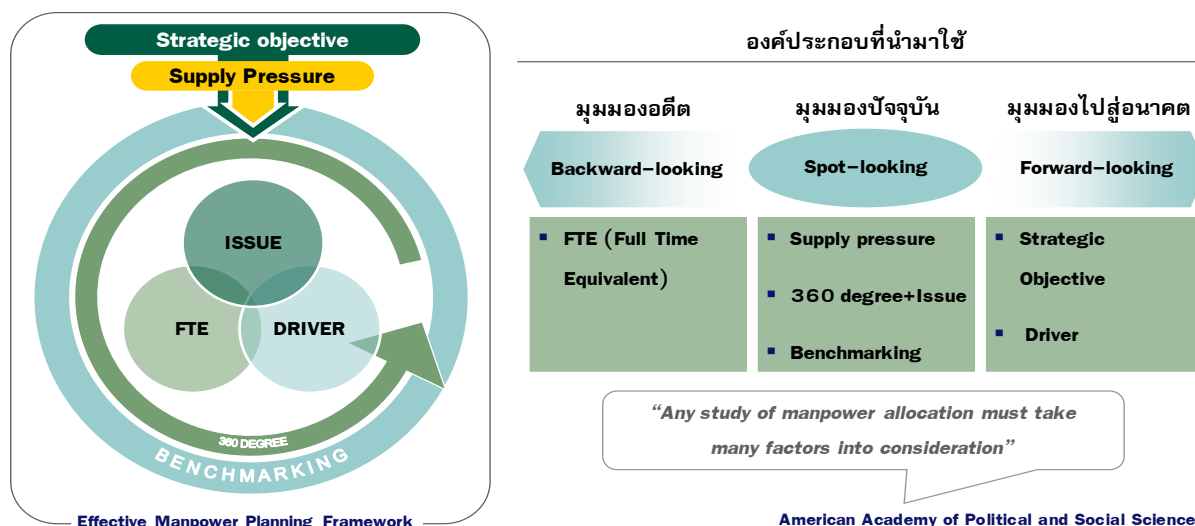 Strategic objective
Supply Pressure
ISSUE
FTE
DRIVER
360 DEGREE
BENCHMARKING
Effective Manpower Planning Framework
องค์ประกอบที่นำมาใช้
มุมมองอดีต
มุมมองปัจจุบัน
มุมมองไปสู่อนาคต
Backward-looking
Spot-looking
Forward-looking
▪ FTE (Full Time
Equivalent)
▪ Supply pressure
▪ 360 degree+Issue
▪ Benchmarking
▪ Strategic
Objective
▪ Driver
“Any study of manpower allocation must take
many factors into consideration”
American Academy of Political and Social Science